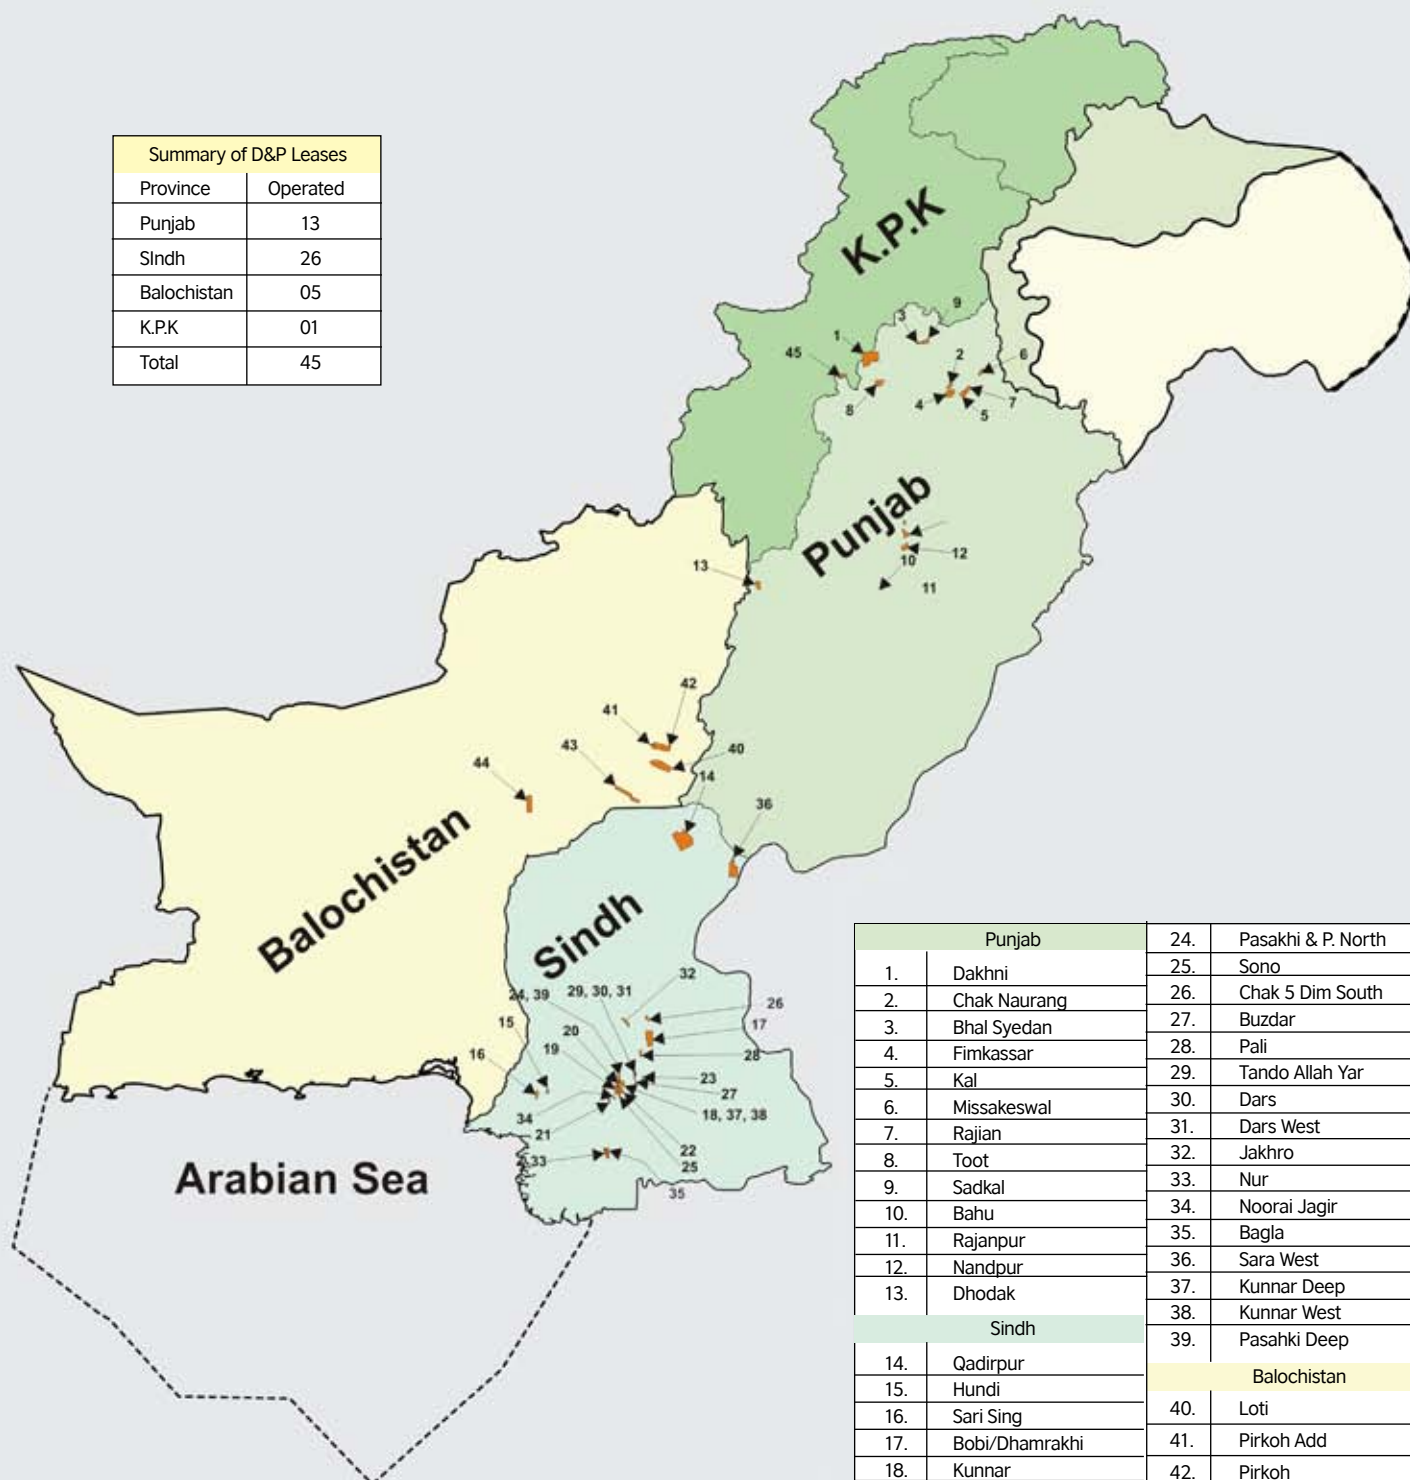 Summary of D&P Leases
Province Operated
Punjab 13
SIndh 26
Balochistan 05
K.P.K 01
Total 45
K.P.K
9
3
1
2
6
45
8
4
5
7
Punjab
12
10
13
11
42
41
43
40
14
44
36
Balochistan
Sindh
32
24, 39
29, 30, 31
26
15
20
17
16
19
28
23
27
34
18, 37, 38
21
22
33
25
35
Arabian Sea
Punjab
1. Dakhni
2. Chak Naurang
3. Bhal Syedan
4. Fimkassar
5. Kal
6. Missakeswal
7. Rajian
8. Toot
9. Sadkal
10. Bahu
11. Rajanpur
12. Nandpur
13. Dhodak
Sindh
14. Qadirpur
15. Hundi
16. Sari Sing
17. Bobi/Dhamrakhi
18. Kunnar
24. Pasakhi & P. North
25. Sono
26. Chak 5 Dim South
27. Buzdar
28. Pali
29. Tando Allah Yar
30. Dars
31. Dars West
32. Jakhro
33. Nur
34. Noorai Jagir
35. Bagla
36. Sara West
37. Kunnar Deep
38. Kunnar West
39. Pasahki Deep
Balochistan
40. Loti
41. Pirkoh Add
42. Pirkoh